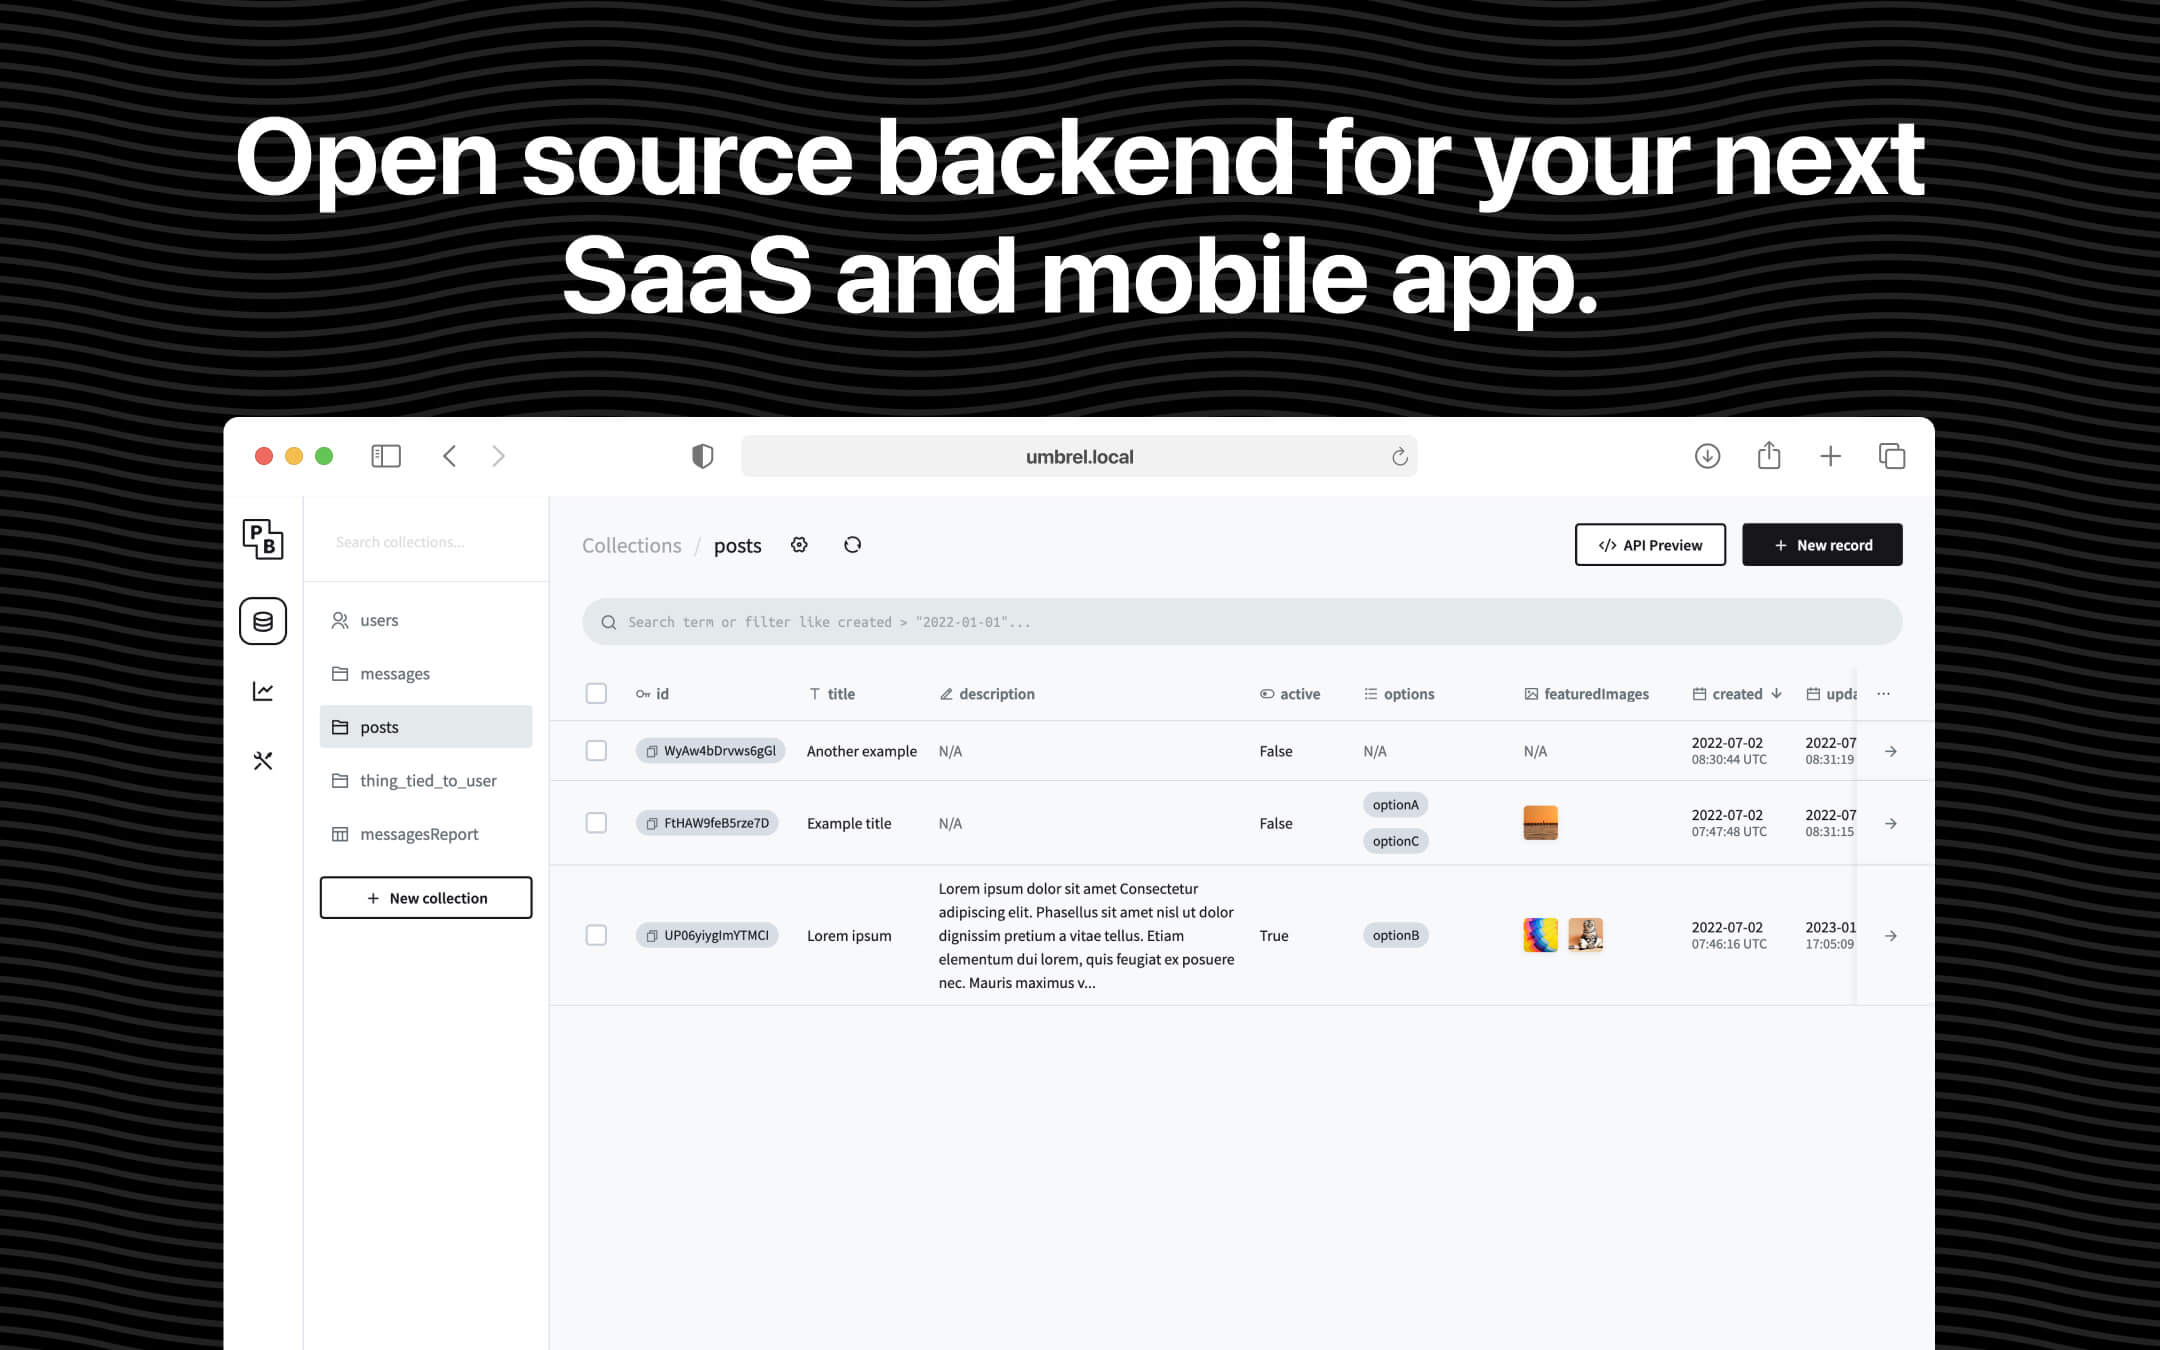 Open source backend for your next
SaaS and mobile app.
umbrel.local
P
B
Search collections...
users
messages
posts
thing_tied_to_user
messagesReport
+ New collection
Collections / posts
</> API Preview
+ New record
Search term or filter like created > "2022-01-01"...
id title description active options featuredImages created upda ...
WyAw4bDrvws6gGl Another example N/A False N/A N/A 2022-07-02 2022-07
08:30:44 UTC 08:31:19
FtHAW9feB5rze7D Example title N/A False optionA 2022-07-02 2022-07
optionC 07:47:48 UTC 08:31:15
Lorem ipsum dolor sit amet Consectetur
adipiscing elit. Phasellus sit amet nisl ut dolor
UP06yiygImYTMCI Lorem ipsum dignissim pretium a vitae tellus. Etiam True optionB 2022-07-02 2023-01
elementum dui lorem, quis feugiat ex posuere 07:46:16 UTC 17:05:09
nec. Mauris maximus v...